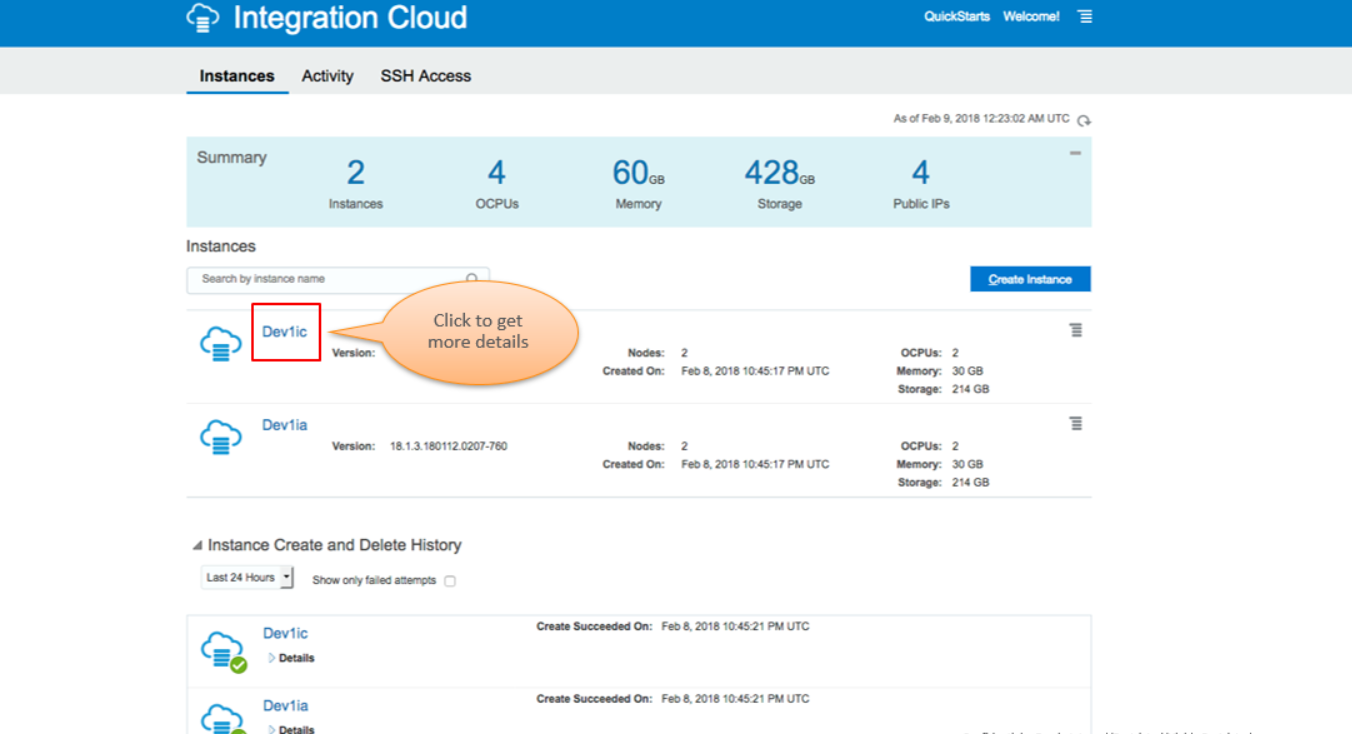 Integration Cloud
QuickStarts Welcome!
Instances Activity SSH Access
As of Feb 9, 2018 12:23:02 AM UTC
Summary
2 4 60GB 428GB 4
Instances OCPUs Memory Storage Public IPs
Instances
Search by instance name
Create Instance
Dev1ic
Click to get
more details
Version: Nodes: 2 OCPUs: 2
Created On: Feb 8, 2018 10:45:17 PM UTC Memory: 30 GB
Storage: 214 GB
Dev1ia
Version: 18.1.3.180112.0207-760 Nodes: 2 OCPUs: 2
Created On: Feb 8, 2018 10:45:17 PM UTC Memory: 30 GB
Storage: 214 GB
Instance Create and Delete History
Last 24 Hours Show only failed attempts
Dev1ic Create Succeeded On: Feb 8, 2018 10:45:21 PM UTC
Details
Dev1ia Create Succeeded On: Feb 8, 2018 10:45:21 PM UTC
Details